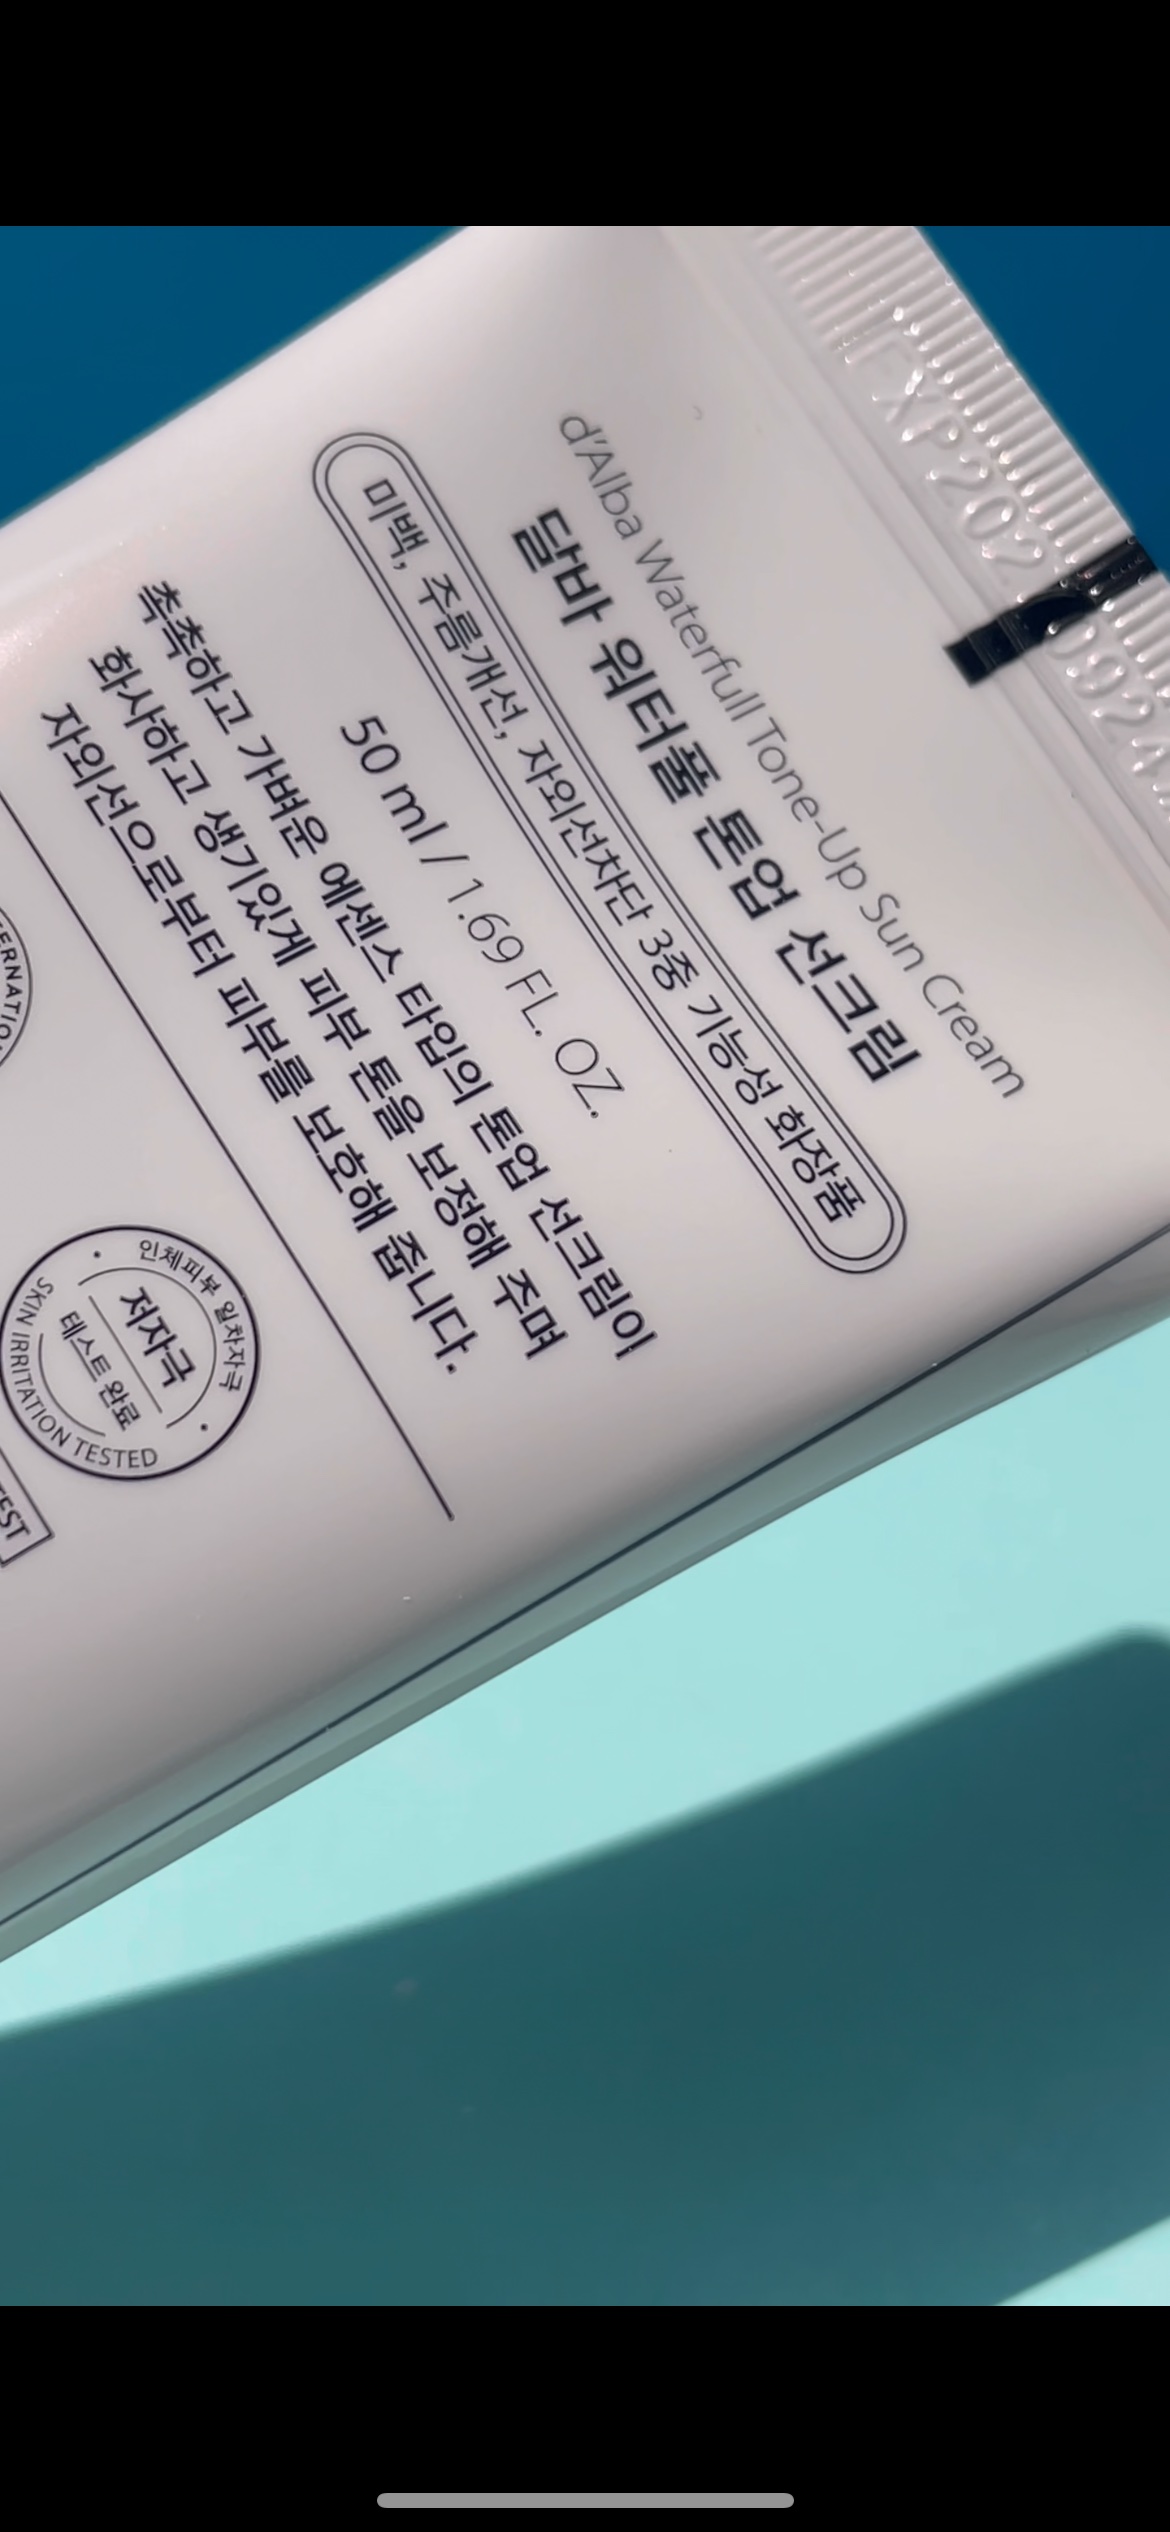 d'Alba Waterfull Tone-Up Sun Cream
달바 워터풀 톤업 선크림
미백, 주름개선, 자외선차단 3중 기능성 화장품
50 ml / 1.69 FL. OZ.
촉촉하고 가벼운 에센스 타입의 톤업 선크림이
화사하고 생기있게 피부 톤을 보정해 주며
자외선으로부터 피부를 보호해 줍니다.
인체피부 일차자극
저자극
테스트 완료
SKIN IRRITATION TESTED